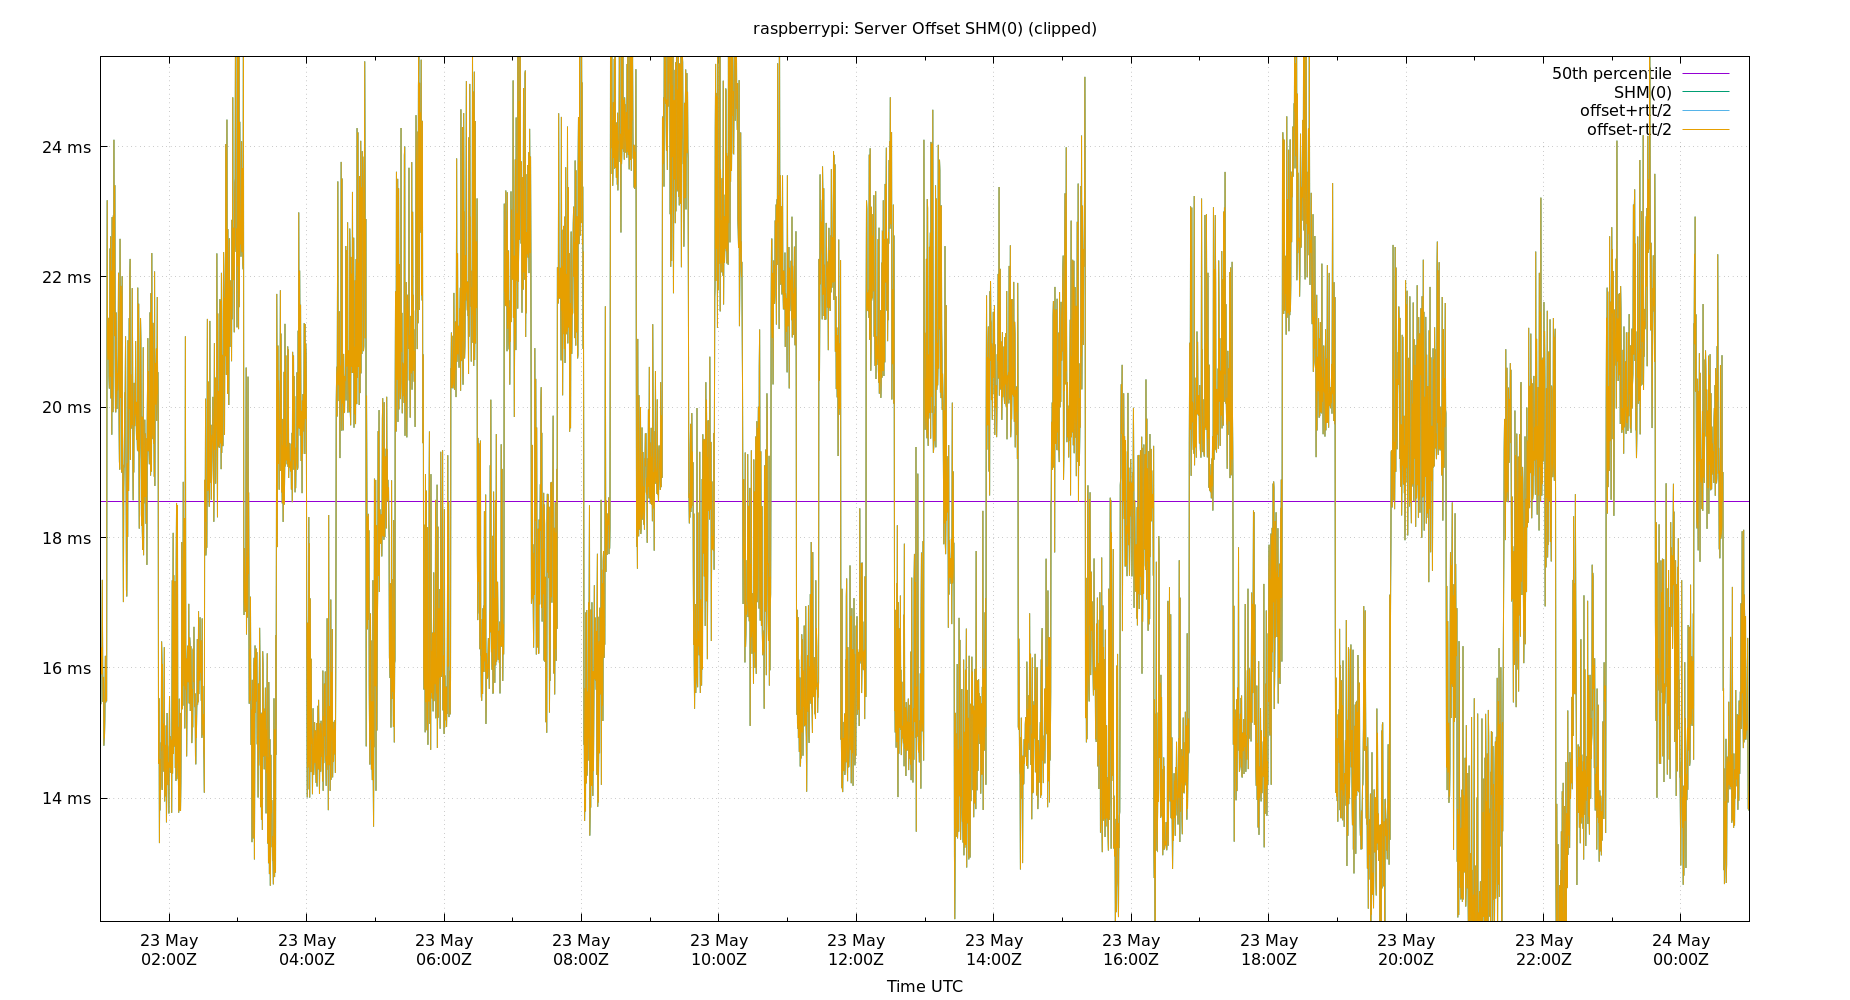 raspberrypi: Server Offset SHM(0) (clipped)
50th percentile
SHM(0)
offset+rtt/2
offset-rtt/2
24 ms
22 ms
20 ms
18 ms
16 ms
14 ms
23 May 23 May 23 May 23 May 23 May 23 May 23 May 23 May 23 May 23 May 23 May 24 May
02:00Z 04:00Z 06:00Z 08:00Z 10:00Z 12:00Z 14:00Z 16:00Z 18:00Z 20:00Z 22:00Z 00:00Z
Time UTC